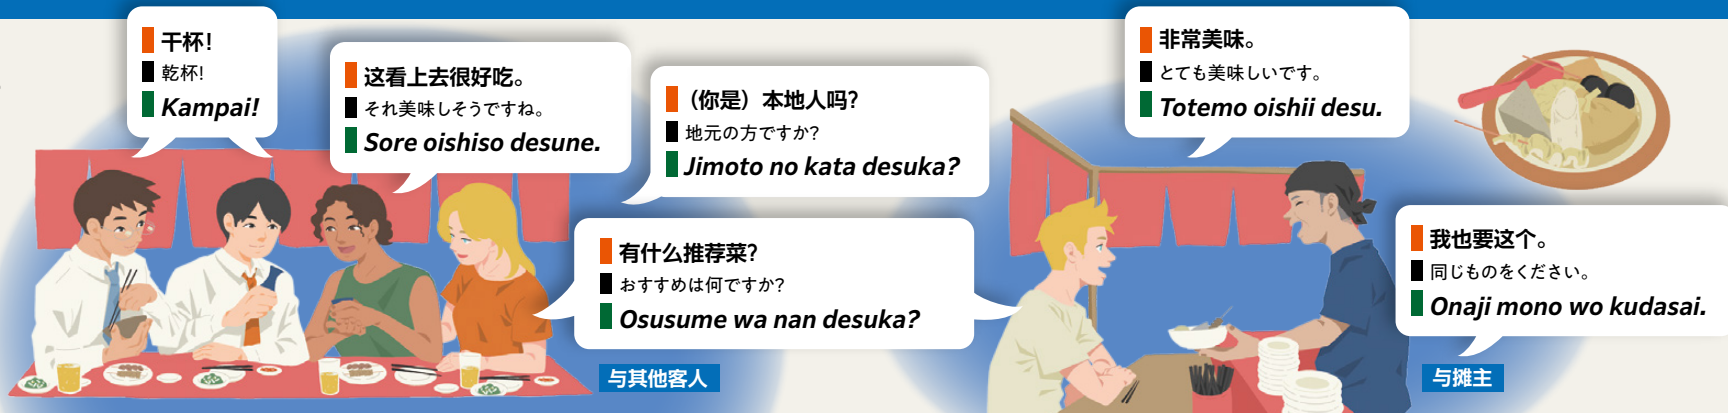 干杯！
乾杯！
Kampai!
这看上去很好吃。
それ美味しそうですね。
Sore oishiso desune.
（你是）本地人吗？
地元の方ですか？
Jimoto no kata desuka?
有什么推荐菜？
おすすめは何ですか？
Osusume wa nan desuka?
与其他客人
非常美味。
とても美味しいです。
Totemo oishii desu.
我也要这个。
同じものをください。
Onaji mono wo kudasai.
与摊主